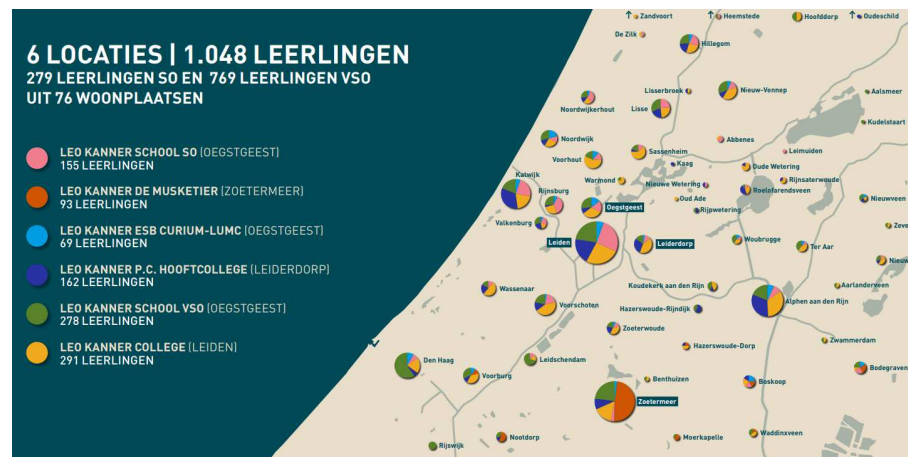 6 LOCATIES | 1.048 LEERLINGEN
279 LEERLINGEN SO EN 769 LEERLINGEN VSO
UIT 76 WOONPLAATSEN
LEO KANNER SCHOOL SO (OEGSTGEEST)
155 LEERLINGEN
LEO KANNER DE MUSKETIER (ZOETERMEER)
93 LEERLINGEN
LEO KANNER ESB CURIUM-LUMC (OEGSTGEEST)
69 LEERLINGEN
LEO KANNER P.C. HOOFTCOLLEGE (LEIDERDORP)
162 LEERLINGEN
LEO KANNER SCHOOL VSO (OEGSTGEEST)
278 LEERLINGEN
LEO KANNER COLLEGE (LEIDEN)
291 LEERLINGEN
↑ Zandvoort
↑ Heemstede
Hoofddorp
↑ Oudeschild
De Zilk
Hillegom
Lisserbroek
Nieuw-Vennep
Aalsmeer
Noordwijkerhout
Lisse
Kudelstaart
Noordwijk
Abbenes
Sassenheim
Leimuiden
Voorhout
Kaag
Oude Wetering
Katwijk
Warmond
Nieuwe Wetering
Rijnsaterwoude
Rijnsburg
Roelofarendsveen
Oud Ade
Nieuwveen
Oegstgeest
Rijpwetering
Valkenburg
Zeve
Leiden
Leiderdorp
Woubrugge
Ter Aar
Nieuw
Koudekerk aan den Rijn
Aarlanderveen
Wassenaar
Voorschoten
Hazerswoude-Rijndijk
Alphen aan den Rijn
Zoeterwoude
Zwammerdam
Hazerswoude-Dorp
Den Haag
Leidschendam
Bodegraven
Voorburg
Benthuizen
Boskoop
Zoetermeer
Nootdorp
Moerkapelle
Waddinxveen
Rijswijk